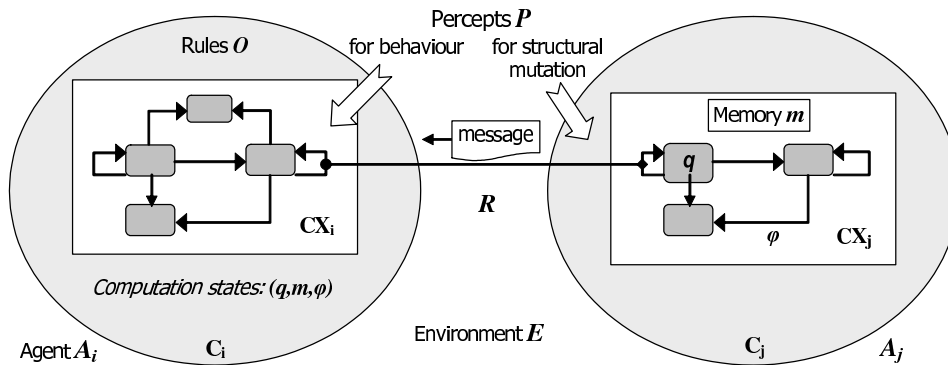 Percepts P
Rules O
for behaviour
for structural
mutation
Memory m
message
q
R
CXi
φ
CXj
Computation states: (q,m,φ)
Environment E
Agent Ai
Ci
Cj
Aj